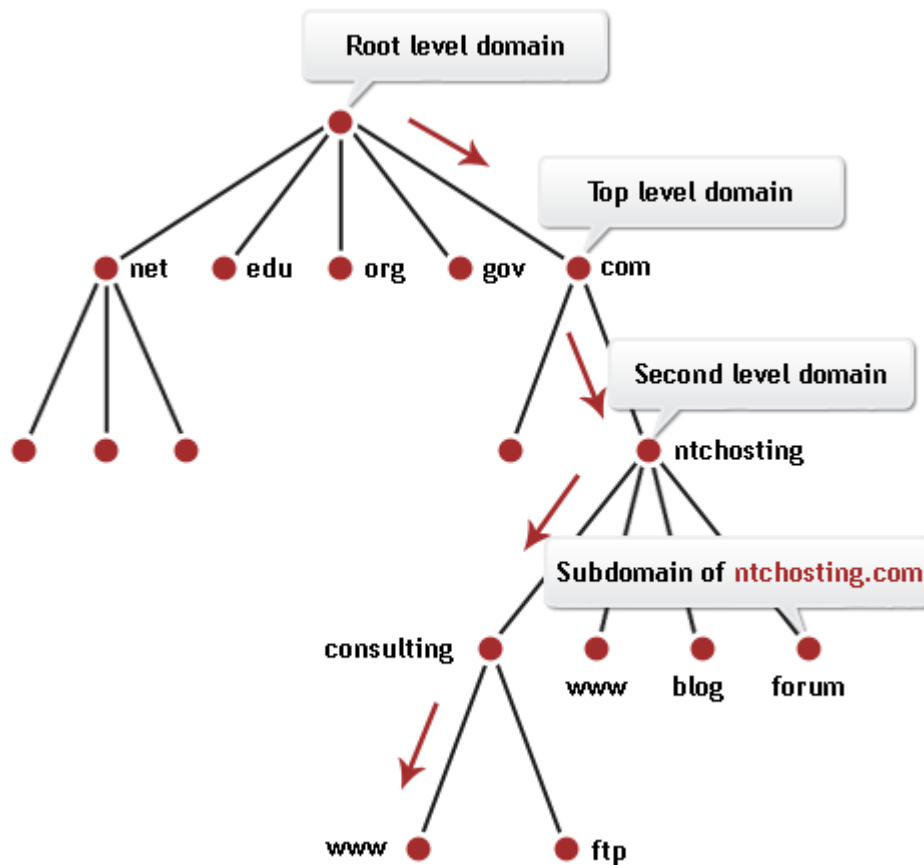 Root level domain
Top level domain
net
edu
org
gov
com
Second level domain
ntchosting
Subdomain of ntchosting.com
consulting
www
blog
forum
www
ftp